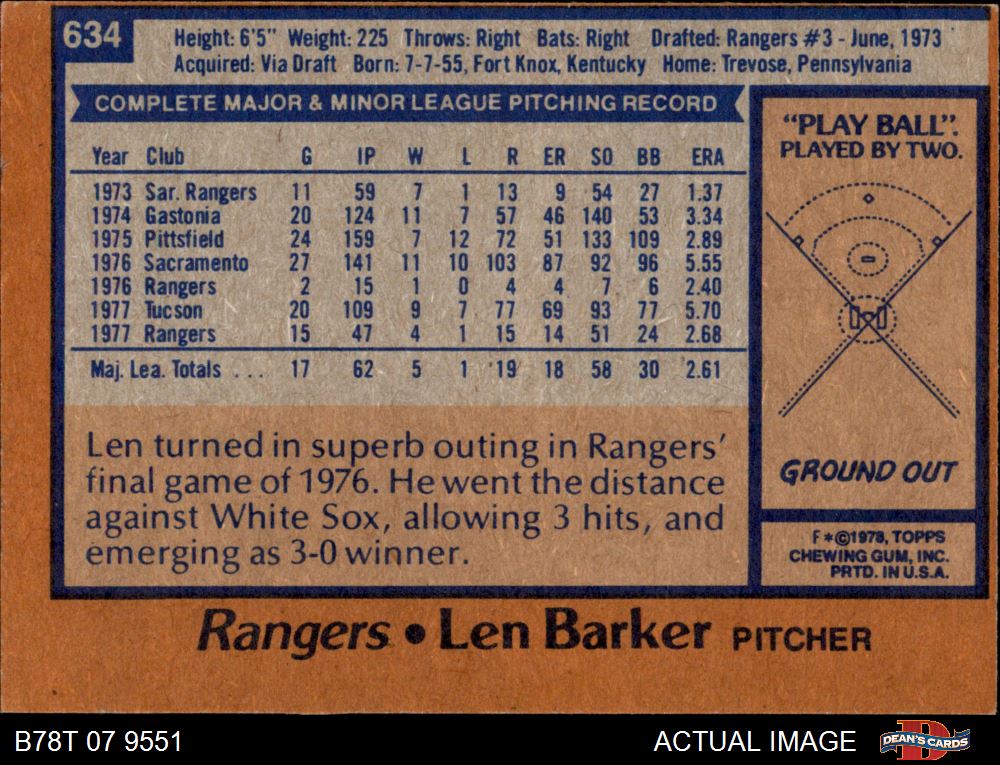 634
Height: 6'5" Weight: 225 Throws: Right Bats: Right Drafted: Rangers #3 - June, 1973
Acquired: Via Draft Born: 7-7-55, Fort Knox, Kentucky Home: Trevose, Pennsylvania
COMPLETE MAJOR & MINOR LEAGUE PITCHING RECORD
Year Club G IP W L R ER SO BB ERA
1973 Sar. Rangers 11 59 7 1 13 9 54 27 1.37
1974 Gastonia 20 124 11 7 57 46 140 53 3.34
1975 Pittsfield 24 159 7 12 72 51 133 109 2.89
1976 Sacramento 27 141 11 10 103 87 92 96 5.55
1976 Rangers 2 15 1 0 4 4 7 6 2.40
1977 Tucson 20 109 9 7 77 69 93 77 5.70
1977 Rangers 15 47 4 1 15 14 51 24 2.68
Maj. Lea. Totals . . . 17 62 5 1 19 18 58 30 2.61
Len turned in superb outing in Rangers'
final game of 1976. He went the distance
against White Sox, allowing 3 hits, and
emerging as 3-0 winner.
"PLAY BALL".
PLAYED BY TWO.
GROUND OUT
F*©1978, TOPPS
CHEWING GUM, INC.
PRTD. IN U.S.A.
Rangers • Len Barker PITCHER
B78T 07 9551
ACTUAL IMAGE
D
DEAN'S CARDS